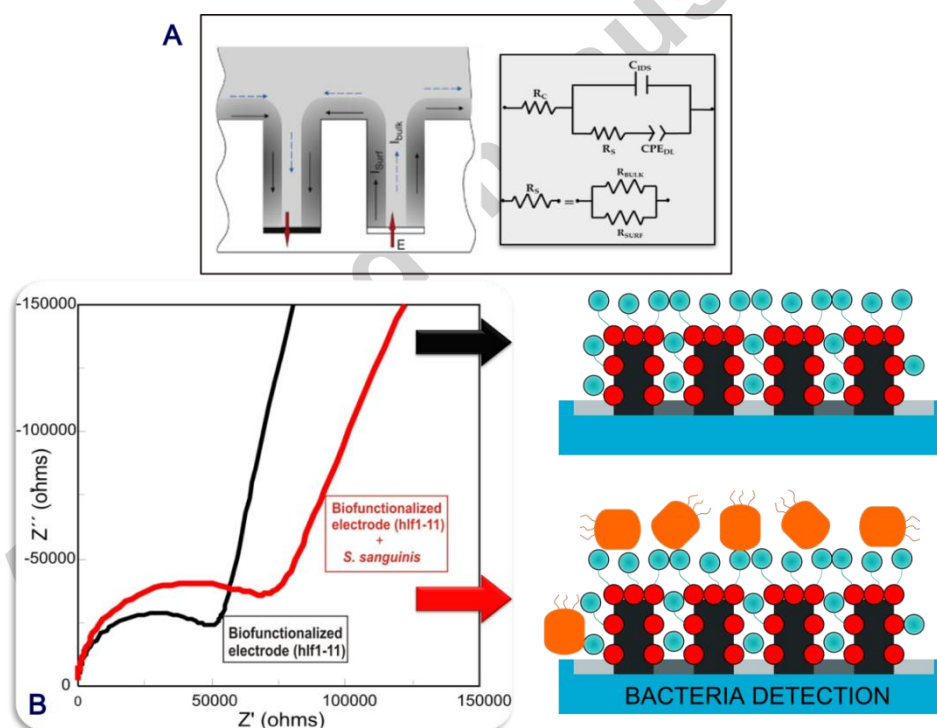 A
I_Surf
I_bulk
E
C_IDS
R_C
R_S
CPE_DL
R_S
=
R_BULK
R_SURF
-150000
-100000
-50000
0
Z´´ (ohms)
0
50000
100000
150000
Z' (ohms)
Biofunctionalized
electrode (hlf1-11)
+
S. sanguinis
Biofunctionalized
electrode (hlf1-11)
B
BACTERIA DETECTION